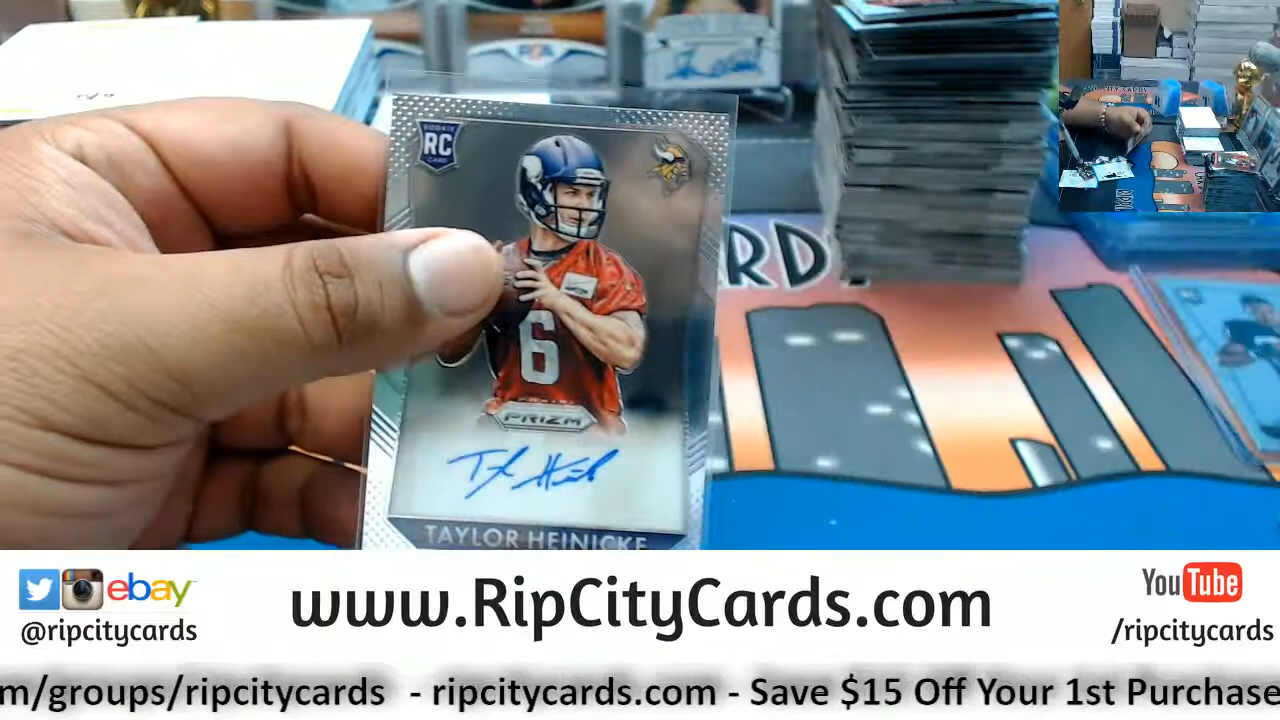 ROOKIE
RC
CARD
6
PRIZM
TAYLOR HEINICKE
RD
ebay
@ripcitycards
www.RipCityCards.com
YouTube
/ripcitycards
m/groups/ripcitycards - ripcitycards.com - Save $15 Off Your 1st Purchase